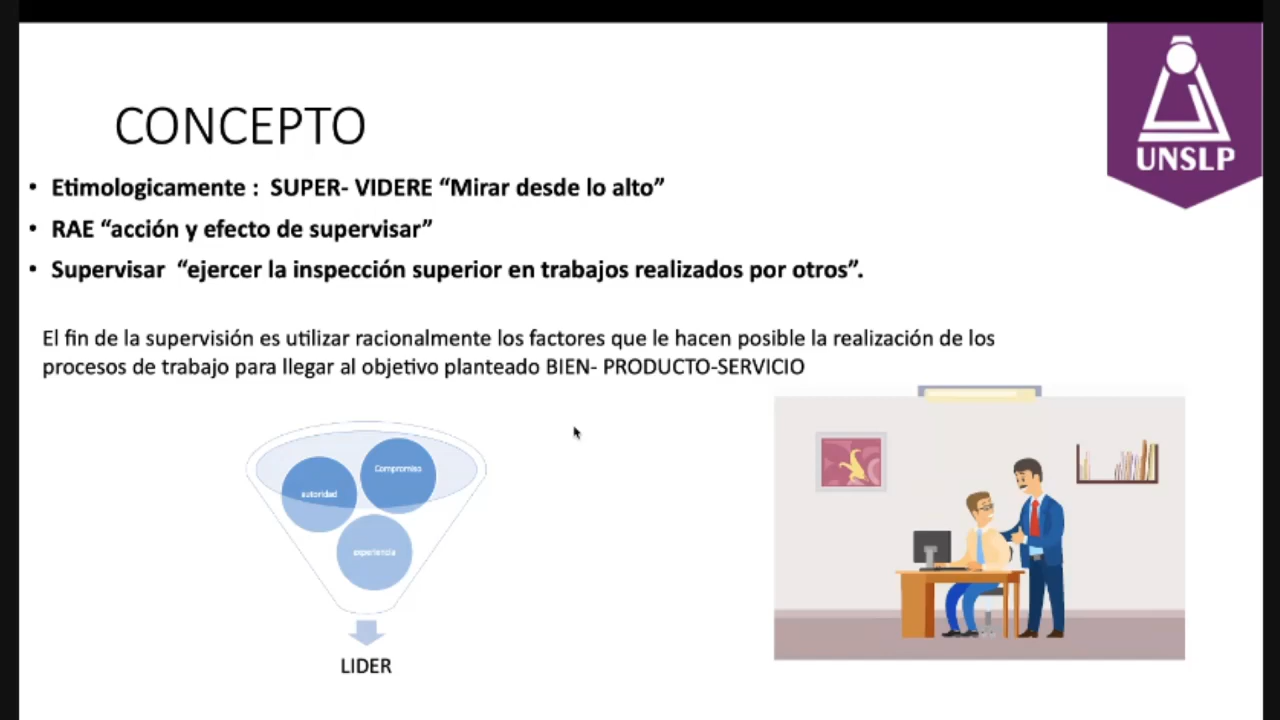 UNSLP
CONCEPTO
• Etimologicamente : SUPER- VIDERE “Mirar desde lo alto”
• RAE “acción y efecto de supervisar”
• Supervisar “ejercer la inspección superior en trabajos realizados por otros”.
El fin de la supervisión es utilizar racionalmente los factores que le hacen posible la realización de los
procesos de trabajo para llegar al objetivo planteado BIEN- PRODUCTO-SERVICIO
Compromiso
autoridad
experiencia
LIDER